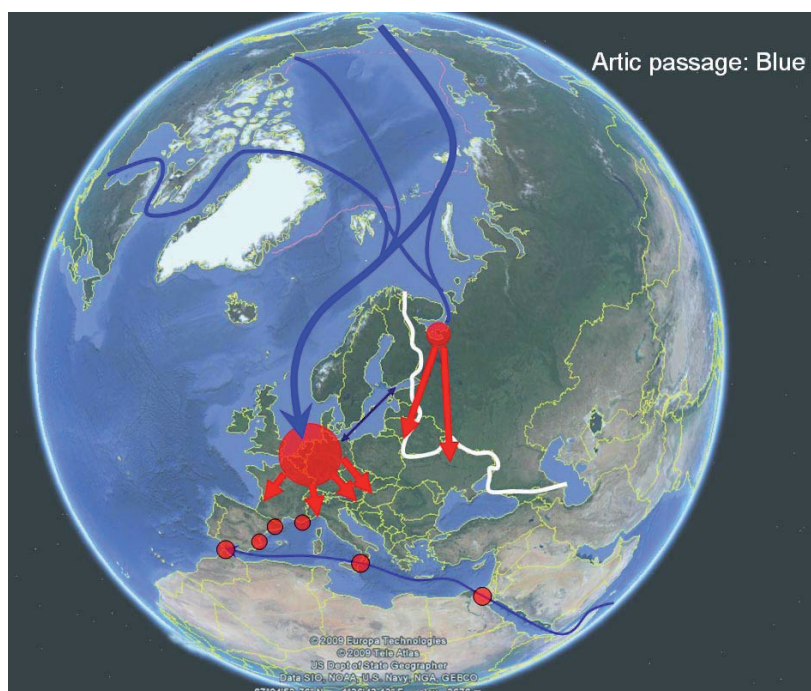 Artic passage: Blue
© 2009 Europa Technologies
© 2009 Tele Atlas
US Dept of State Geographer
Data SIO, NOAA, U.S. Navy, NGA, GEBCO